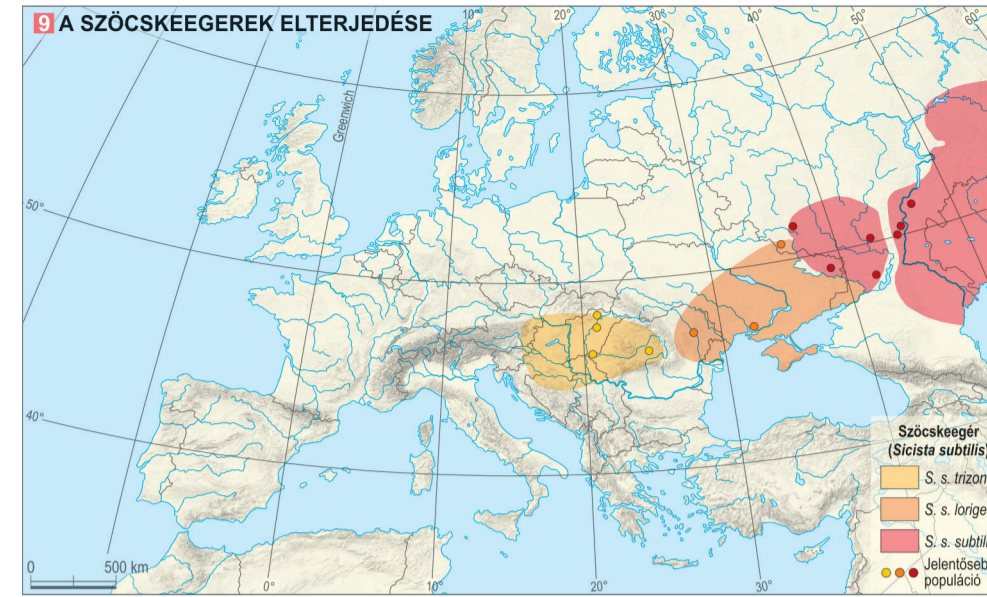 9 A SZÖCSKEEGEREK ELTERJEDÉSE
10°
20°
30°
40°
50°
60°
Greenwich
50°
40°
Szöcskeegér
(Sicista subtilis)
S. s. trizon
S. s. lorige
S. s. subtili
Jelentőseb
populáció
0 500 km
0°
10°
20°
30°